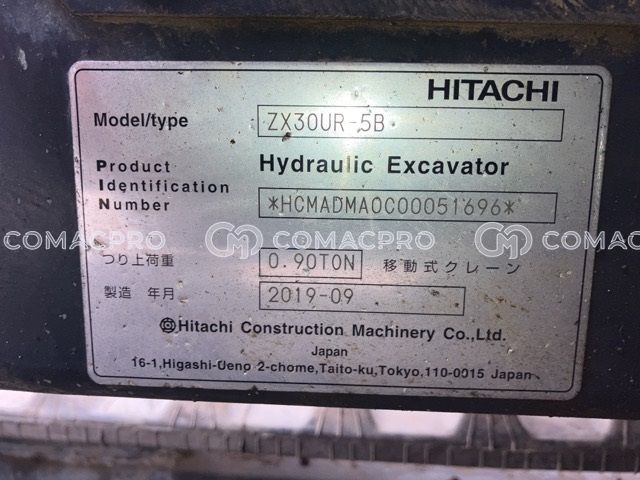 HITACHI
Model/type ZX30UR-5B
Product Hydraulic Excavator
Identification
Number *HCMADMA0C00051696*
COMACPRO COMACPRO COMACPRO
つり上荷重 0.90TON 移動式クレーン
製造 年月 2019-09
Hitachi Construction Machinery Co.,Ltd.
Japan
16-1,Higashi-Ueno 2-chome,Taito-ku,Tokyo,110-0015 Japan